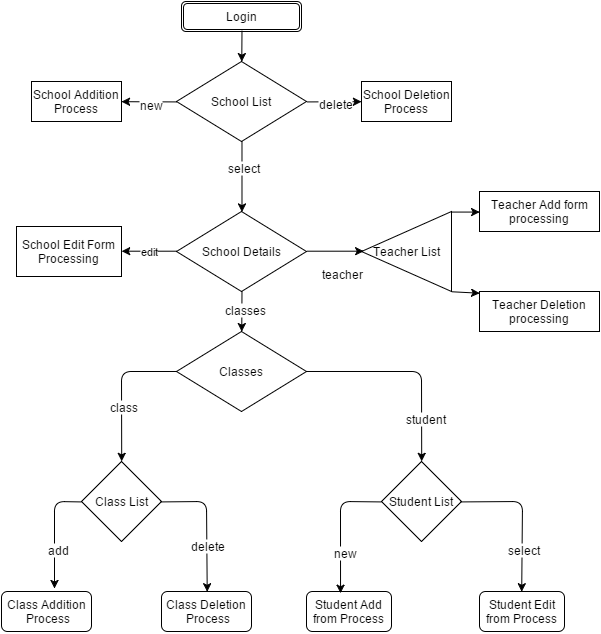 Login
School Addition
Process
new
School List
delete
School Deletion
Process
select
School Edit Form
Processing
edit
School Details
teacher
Teacher List
Teacher Add form
processing
Teacher Deletion
processing
classes
Classes
class
student
Class List
Student List
add
delete
new
select
Class Addition
Process
Class Deletion
Process
Student Add
from Process
Student Edit
from Process